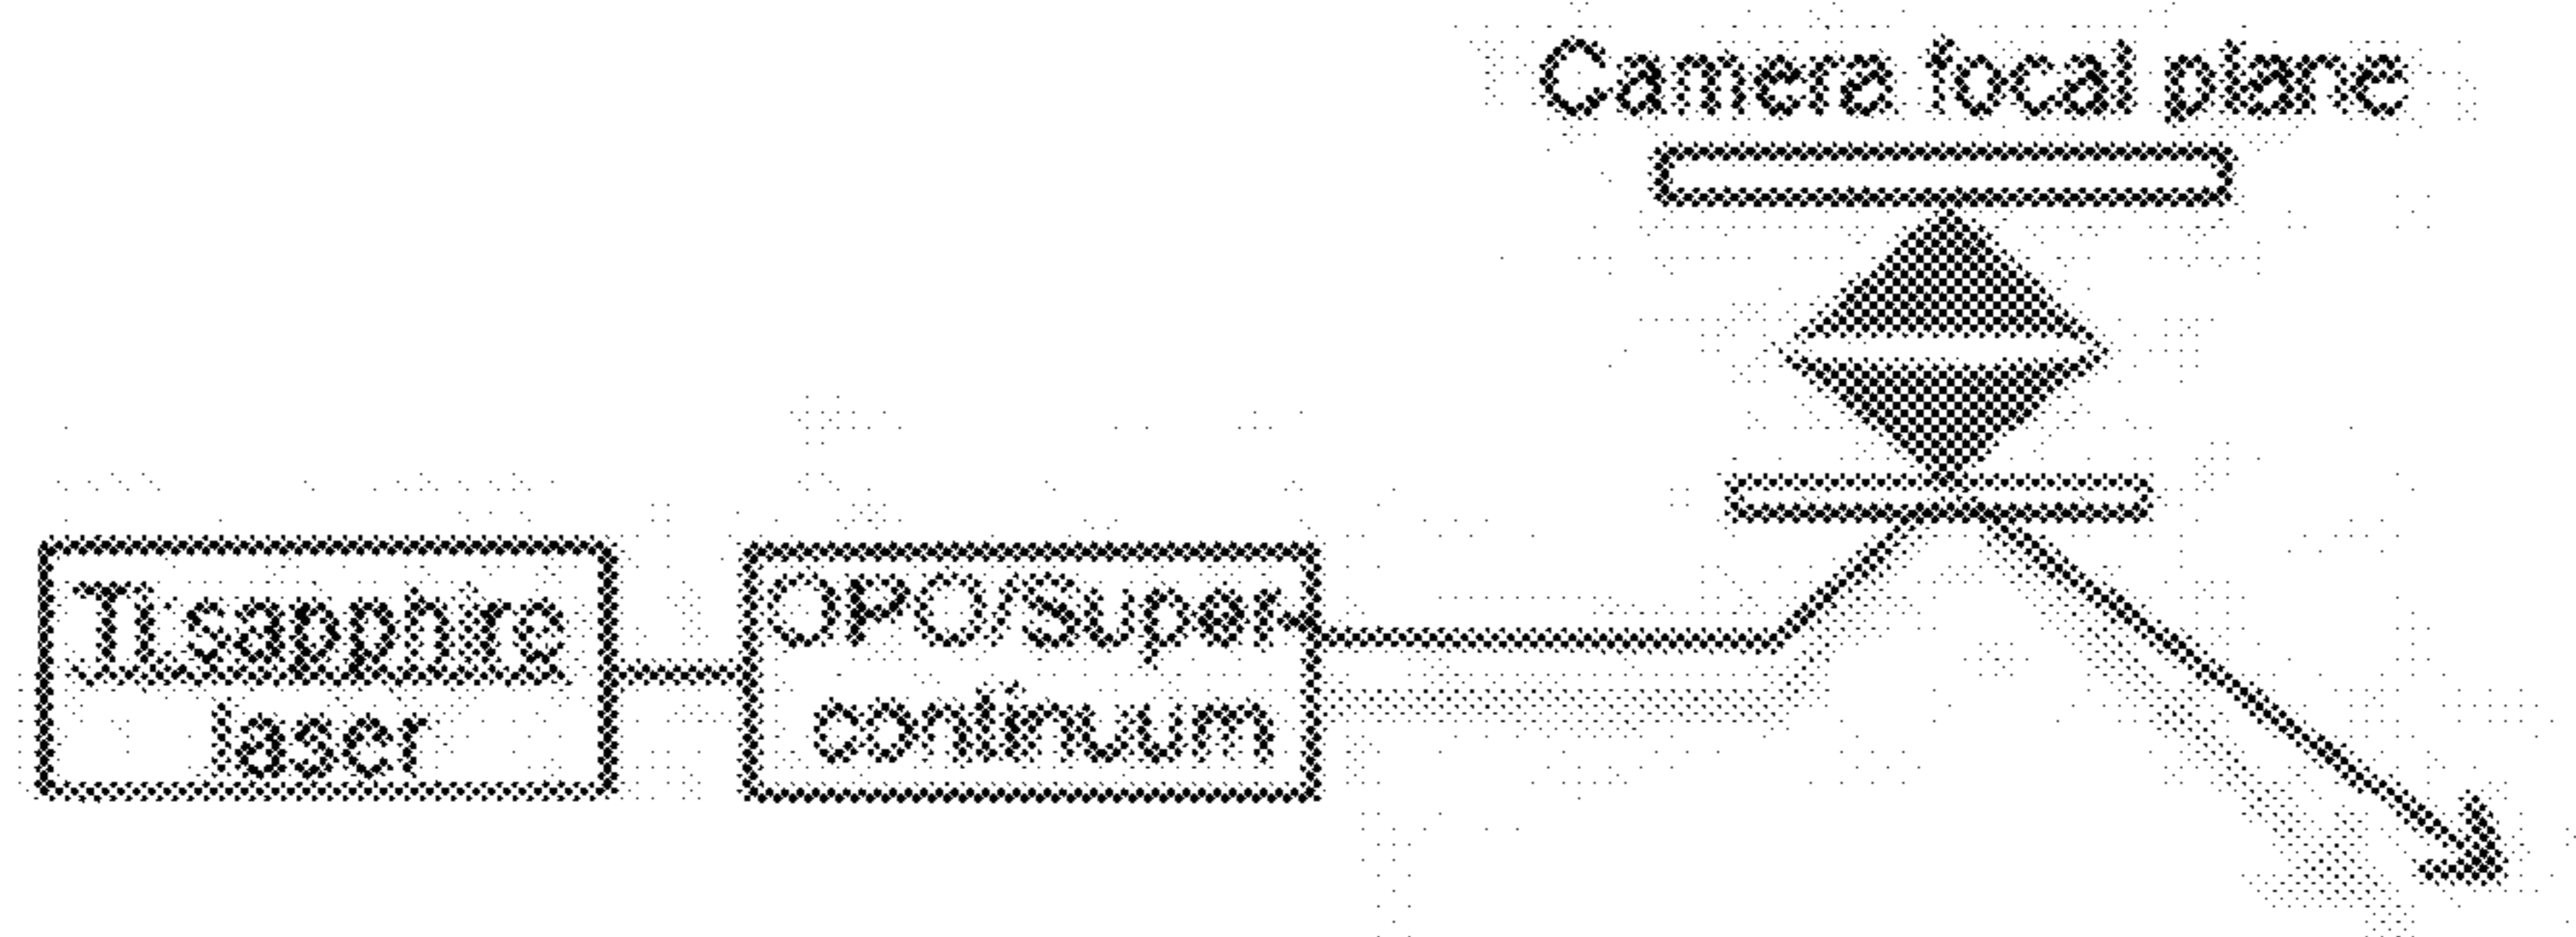 Camera focal plane
Ti:sapphire
laser
OPO/Super-
continuum